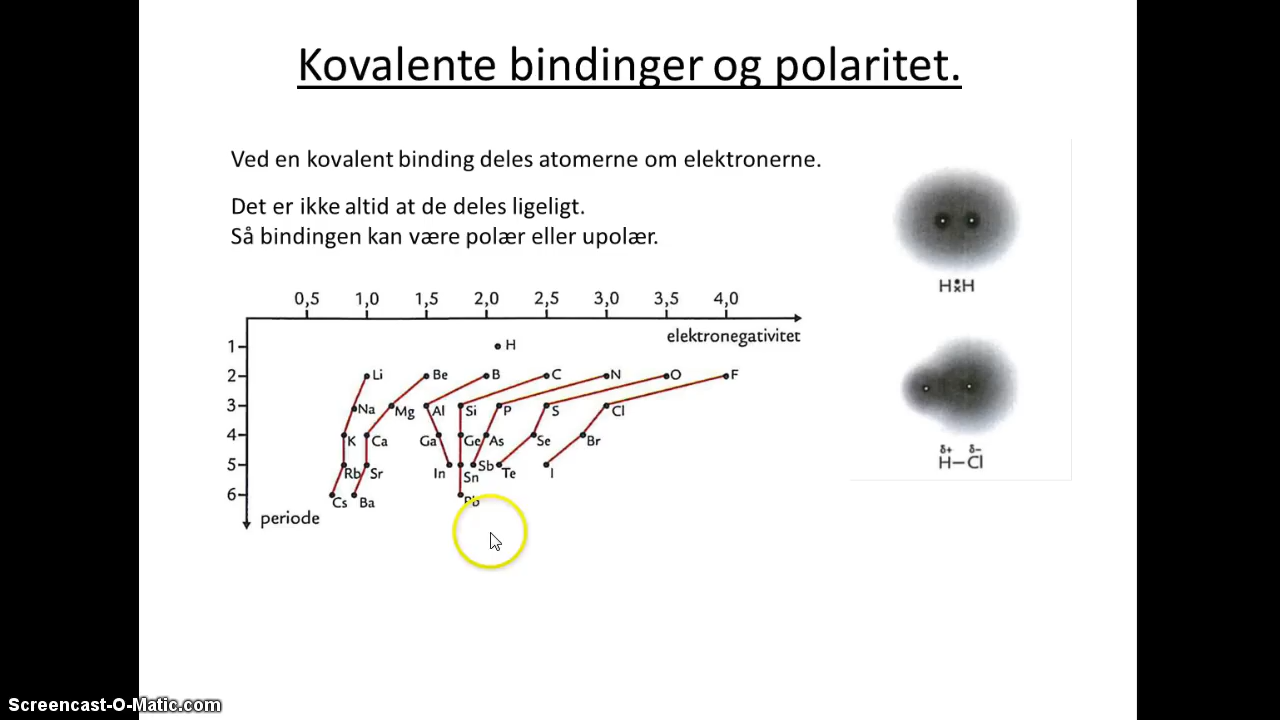 Kovalente bindinger og polaritet.
Ved en kovalent binding deles atomerne om elektronerne.
Det er ikke altid at de deles ligeligt.
Så bindingen kan være polær eller upolær.
0,5 1,0 1,5 2,0 2,5 3,0 3,5 4,0
elektronegativitet
1 H
2 Li Be B C N O F
3 Na Mg Al Si P S Cl
4 K Ca Ga Ge As Se Br
5 Rb Sr In Sn Sb Te I
6 Cs Ba Pb
periode
H:H
δ+ δ−
H–Cl
Screencast-O-Matic.com